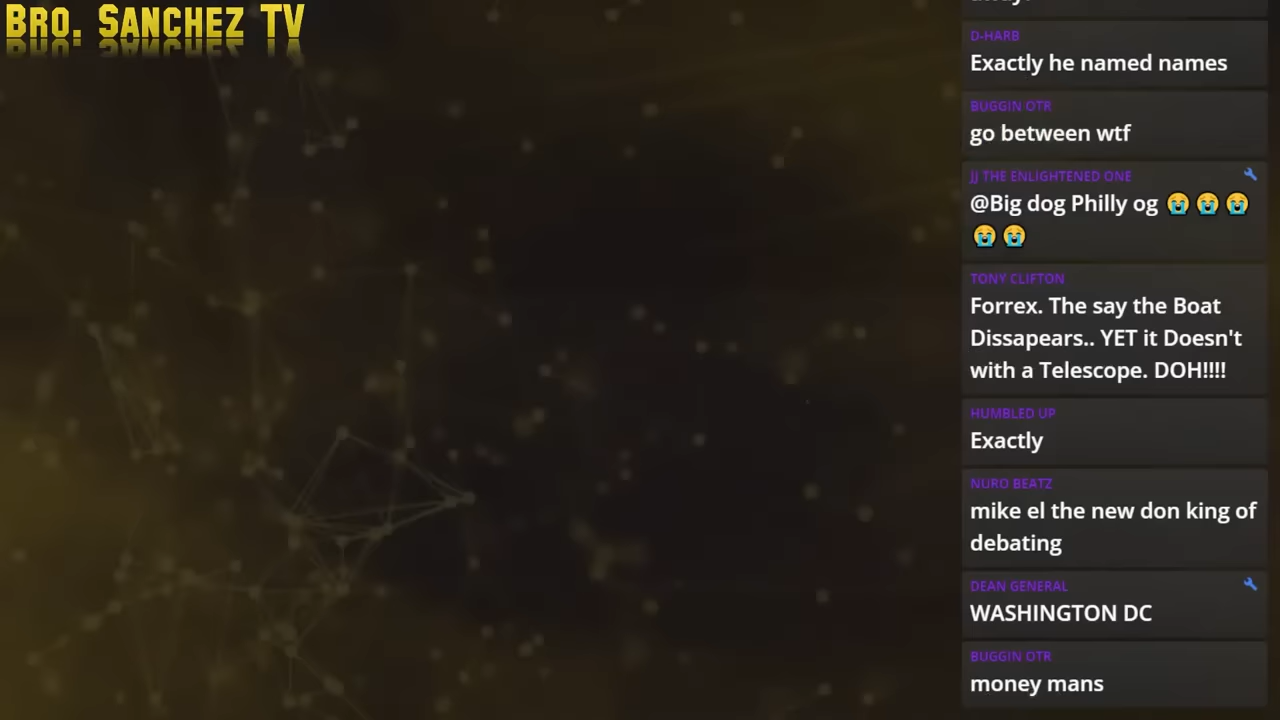 Bro. Sanchez TV
D-HARB
Exactly he named names
BUGGIN OTR
go between wtf
JJ THE ENLIGHTENED ONE
@Big dog Philly og 😭 😭 😭
😭 😭
TONY CLIFTON
Forrex. The say the Boat
Dissapears.. YET it Doesn't
with a Telescope. DOH!!!!
HUMBLED UP
Exactly
NURO BEATZ
mike el the new don king of
debating
DEAN GENERAL
WASHINGTON DC
BUGGIN OTR
money mans